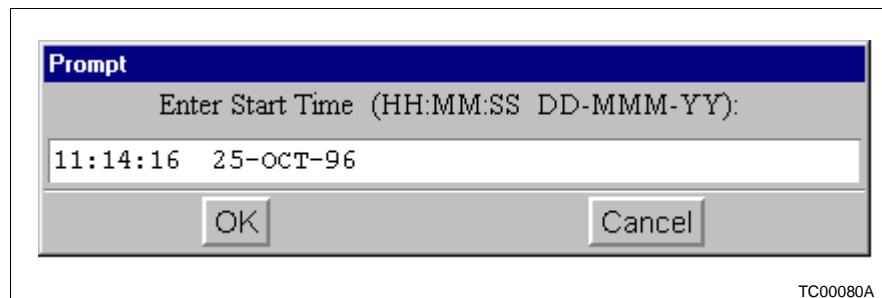 Prompt
Enter Start Time (HH:MM:SS DD-MMM-YY):
11:14:16 25-OCT-96
OK Cancel
TC00080A